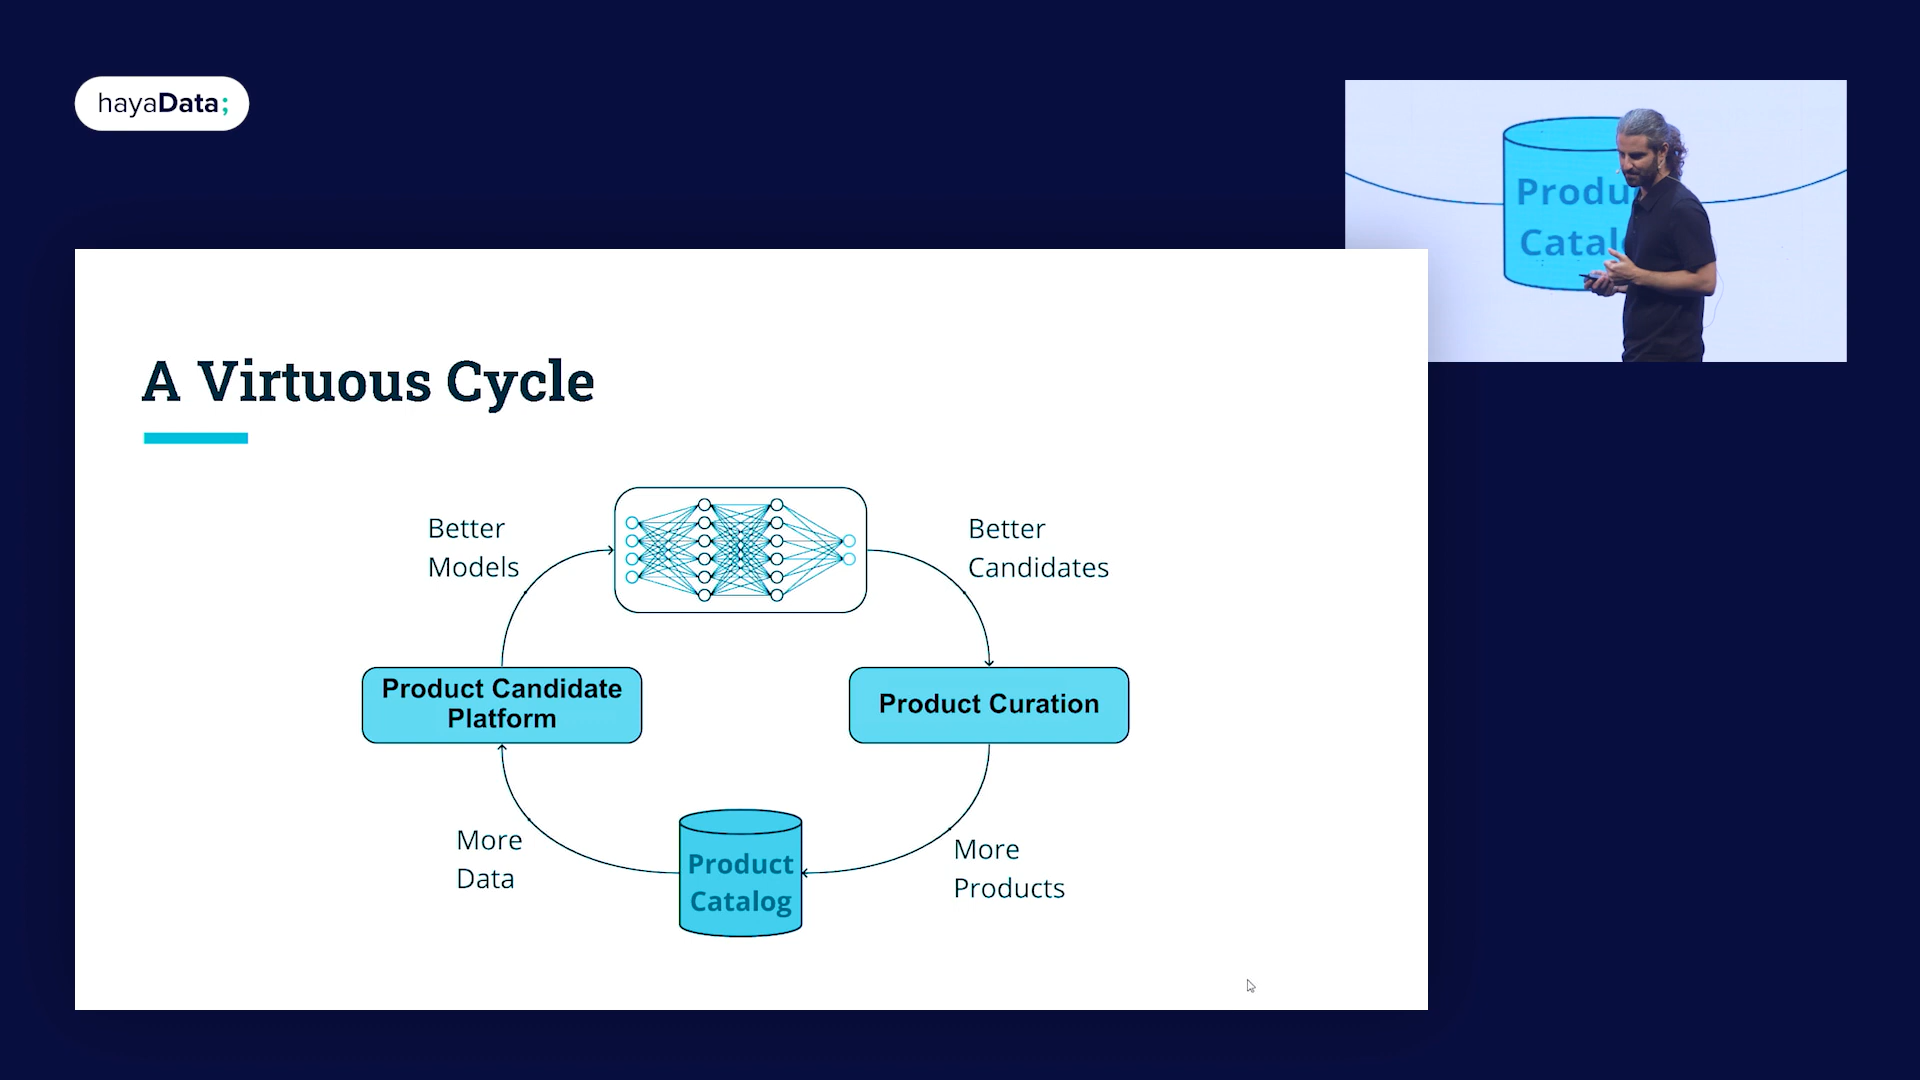 hayaData;
Produ
Catal
A Virtuous Cycle
Better
Models
Better
Candidates
Product Candidate
Platform
Product Curation
More
Data
Product
Catalog
More
Products